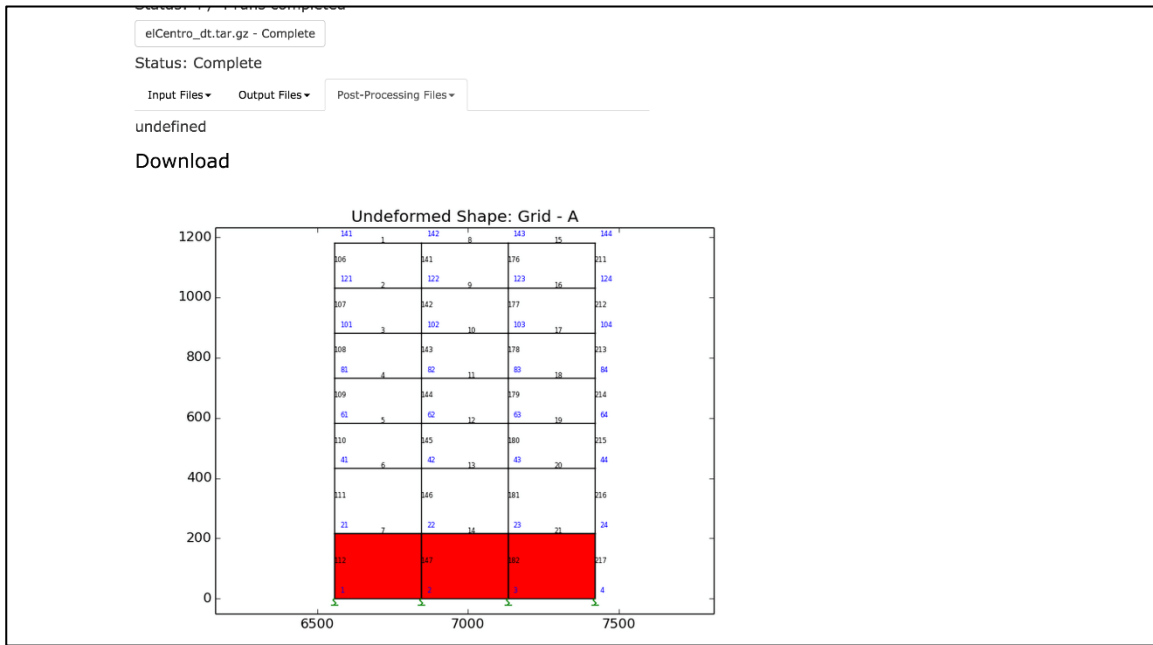 elCentro_dt.tar.gz - Complete
Status: Complete
Input Files Output Files Post-Processing Files
undefined
Download
Undeformed Shape: Grid - A
1200
141 1 142 8 143 15 144
106 141 176 211
121 2 122 9 123 16 124
1000
107 142 177 212
101 3 102 10 103 17 104
800
108 143 178 213
81 4 82 11 83 18 84
109 144 179 214
600
61 5 62 12 63 19 64
110 145 180 215
41 6 42 13 43 20 44
400
111 146 181 216
21 7 22 14 23 21 24
200
112 147 182 217
1 2 4
0
6500 7000 7500